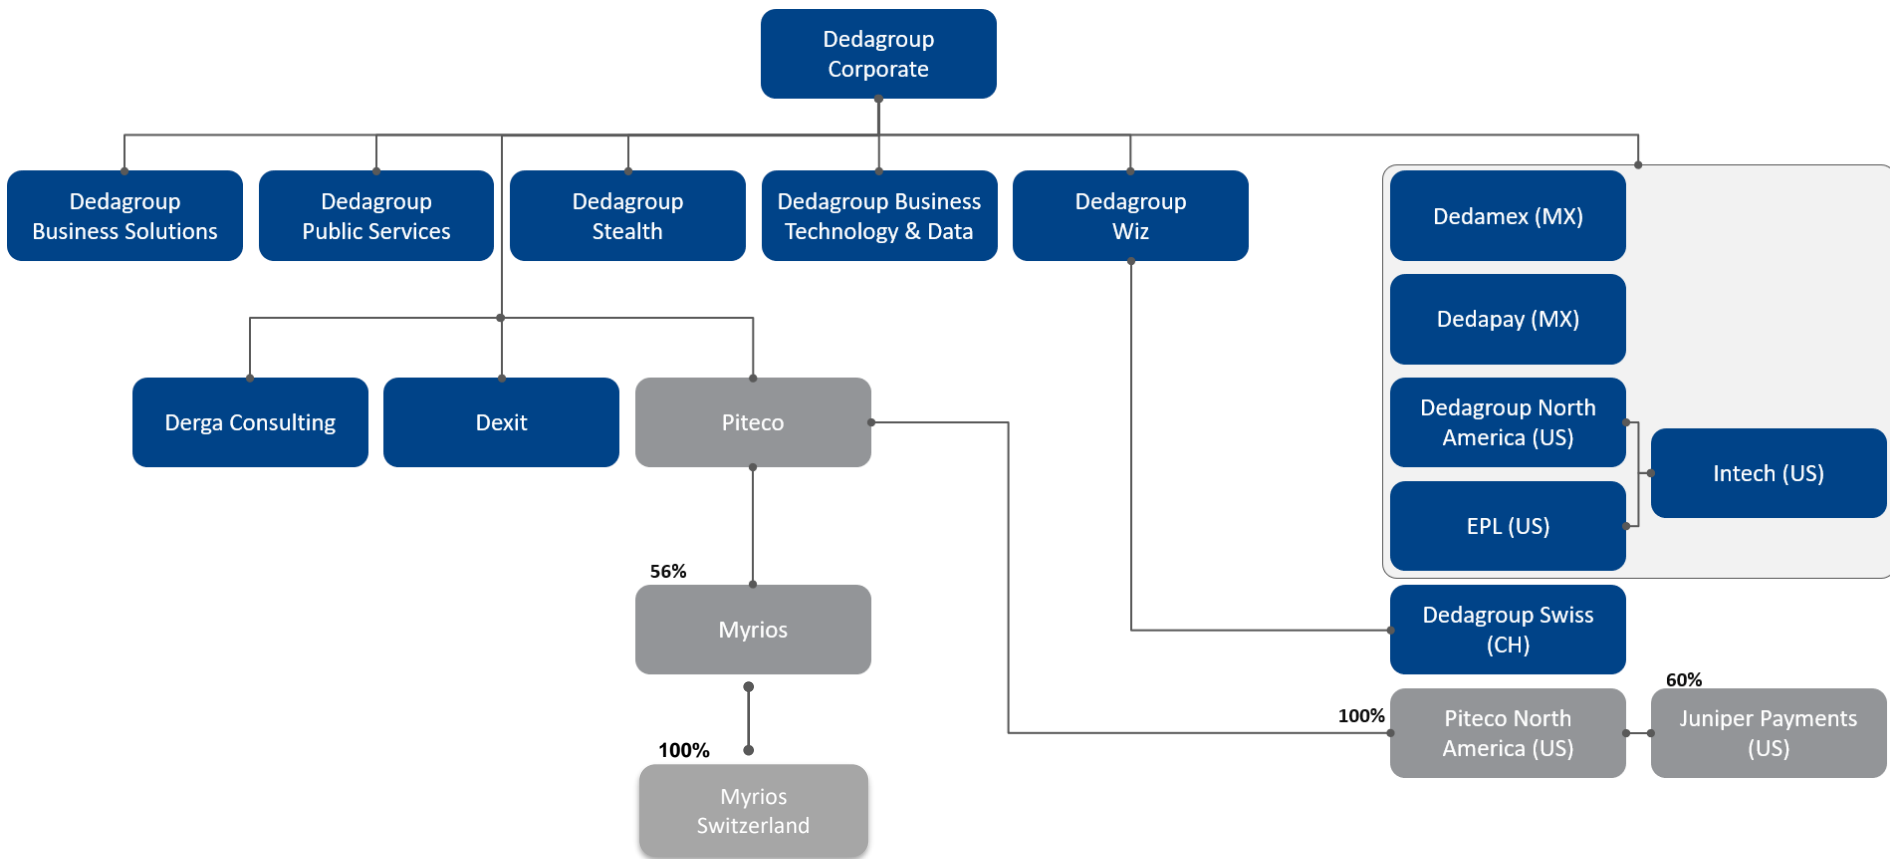 Dedagroup
Corporate
Dedagroup
Business Solutions
Dedagroup
Public Services
Dedagroup
Stealth
Dedagroup Business
Technology & Data
Dedagroup
Wiz
Dedamex (MX)
Dedapay (MX)
Derga Consulting
Dexit
Piteco
Dedagroup North
America (US)
Intech (US)
EPL (US)
56%
Myrios
Dedagroup Swiss
(CH)
60%
100%
Piteco North
America (US)
Juniper Payments
(US)
100%
Myrios
Switzerland